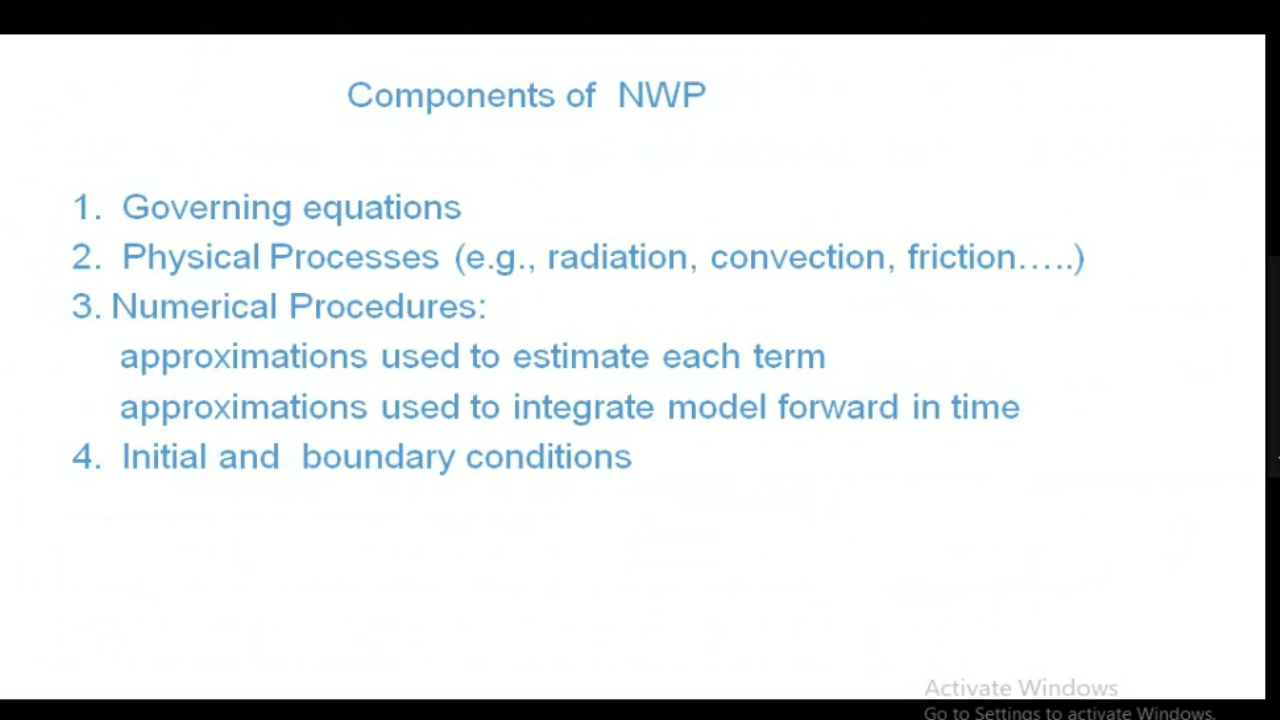 Components of  NWP
1.  Governing equations
2.  Physical Processes (e.g., radiation, convection, friction…..)
3. Numerical Procedures:
approximations used to estimate each term
approximations used to integrate model forward in time
4.  Initial and  boundary conditions
Activate Windows
Go to Settings to activate Windows.